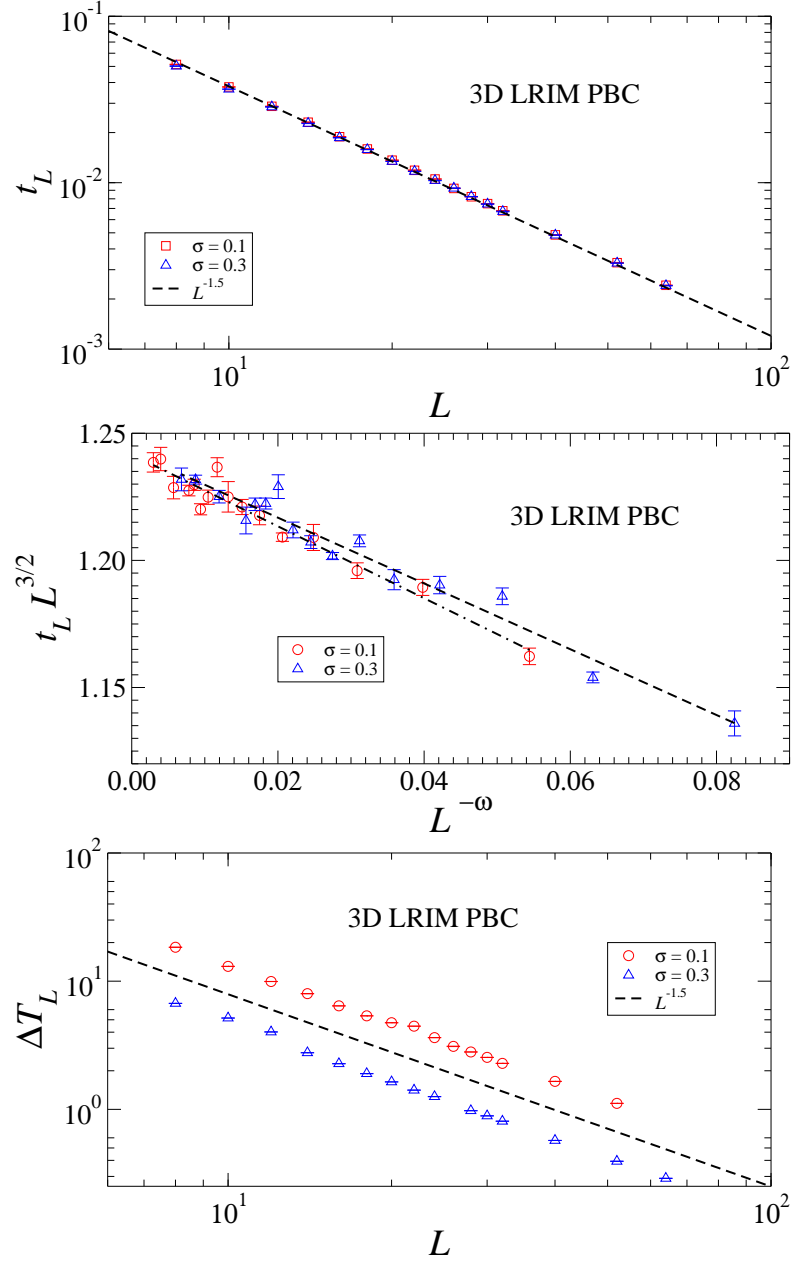 10^-1
3D LRIM PBC
t_L
10^-2
σ = 0.1
σ = 0.3
L^-1.5
10^-3
10^1
10^2
L
1.25
3D LRIM PBC
t_L L^3/2
1.20
σ = 0.1
σ = 0.3
1.15
0.00 0.02 0.04 0.06 0.08
L^-ω
10^2
3D LRIM PBC
σ = 0.1
σ = 0.3
L^-1.5
10^1
ΔT_L
10^0
10^1
10^2
L